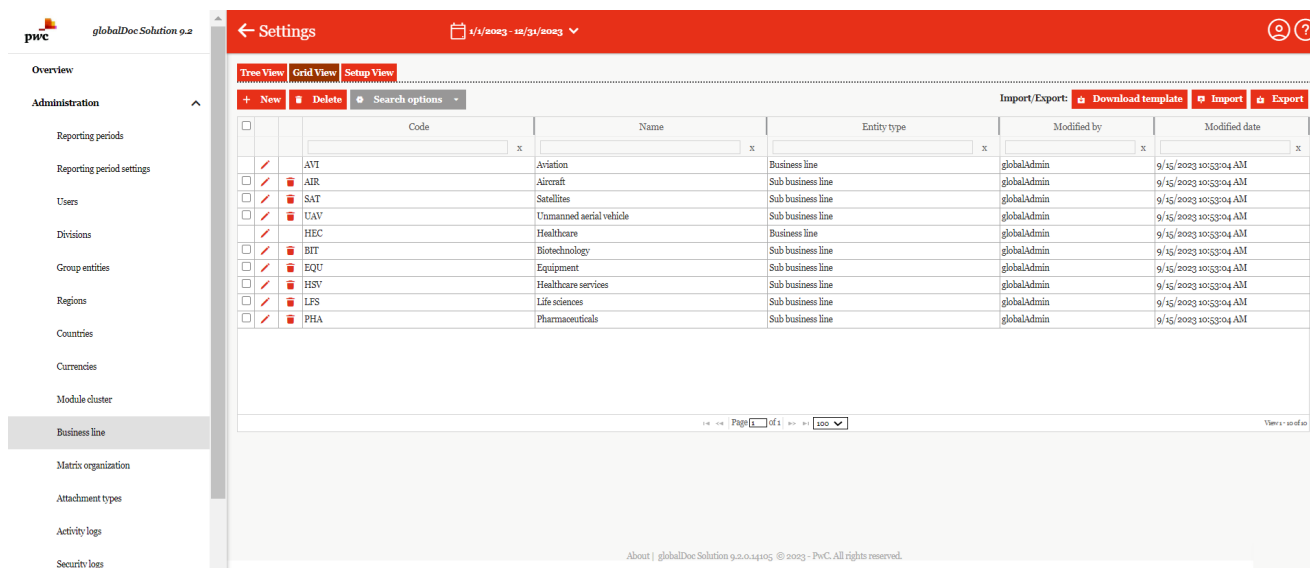 pwc globalDoc Solution 9.2
Settings 1/1/2023 - 12/31/2023 ?
Overview
Administration
Reporting periods
Reporting period settings
Users
Divisions
Group entities
Regions
Countries
Currencies
Module cluster
Business line
Matrix organization
Attachment types
Activity logs
Security logs
Tree View Grid View Setup View
+ New Delete Search options Import/Export: Download template Import Export
Code Name Entity type Modified by Modified date
x x x x x
AVI Aviation Business line globalAdmin 9/15/2023 10:53:04 AM
AIR Aircraft Sub business line globalAdmin 9/15/2023 10:53:04 AM
SAT Satellites Sub business line globalAdmin 9/15/2023 10:53:04 AM
UAV Unmanned aerial vehicle Sub business line globalAdmin 9/15/2023 10:53:04 AM
HEC Healthcare Business line globalAdmin 9/15/2023 10:53:04 AM
BIT Biotechnology Sub business line globalAdmin 9/15/2023 10:53:04 AM
EQU Equipment Sub business line globalAdmin 9/15/2023 10:53:04 AM
HSV Healthcare services Sub business line globalAdmin 9/15/2023 10:53:04 AM
LFS Life sciences Sub business line globalAdmin 9/15/2023 10:53:04 AM
PHA Pharmaceuticals Sub business line globalAdmin 9/15/2023 10:53:04 AM
Page 1 of 1 100 View 1 - 10 of 10
About | globalDoc Solution 9.2.0.14105 © 2023 - PwC. All rights reserved.